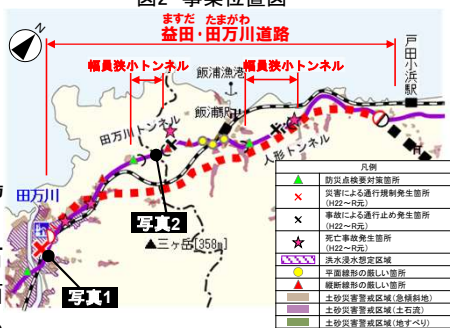 図2 事業位置図
N
ますだ たまがわ
益田・田万川道路
幅員狭小トンネル
飯浦漁港
幅員狭小トンネル
戸田小浜駅
飯浦駅
田万川トンネル
人形トンネル
田万川
写真2
▲三ヶ岳[358m]
写真1
凡例
防災点検要対策箇所
災害による通行規制発生箇所
(H22～R元)
事故による通行止め発生箇所
(H22～R元)
死亡事故発生箇所
(H22～R元)
洪水浸水想定区域
平面線形の厳しい箇所
縦断線形の厳しい箇所
土砂災害警戒区域(急傾斜地)
土砂災害警戒区域(土石流)
土砂災害警戒区域(地すべり)